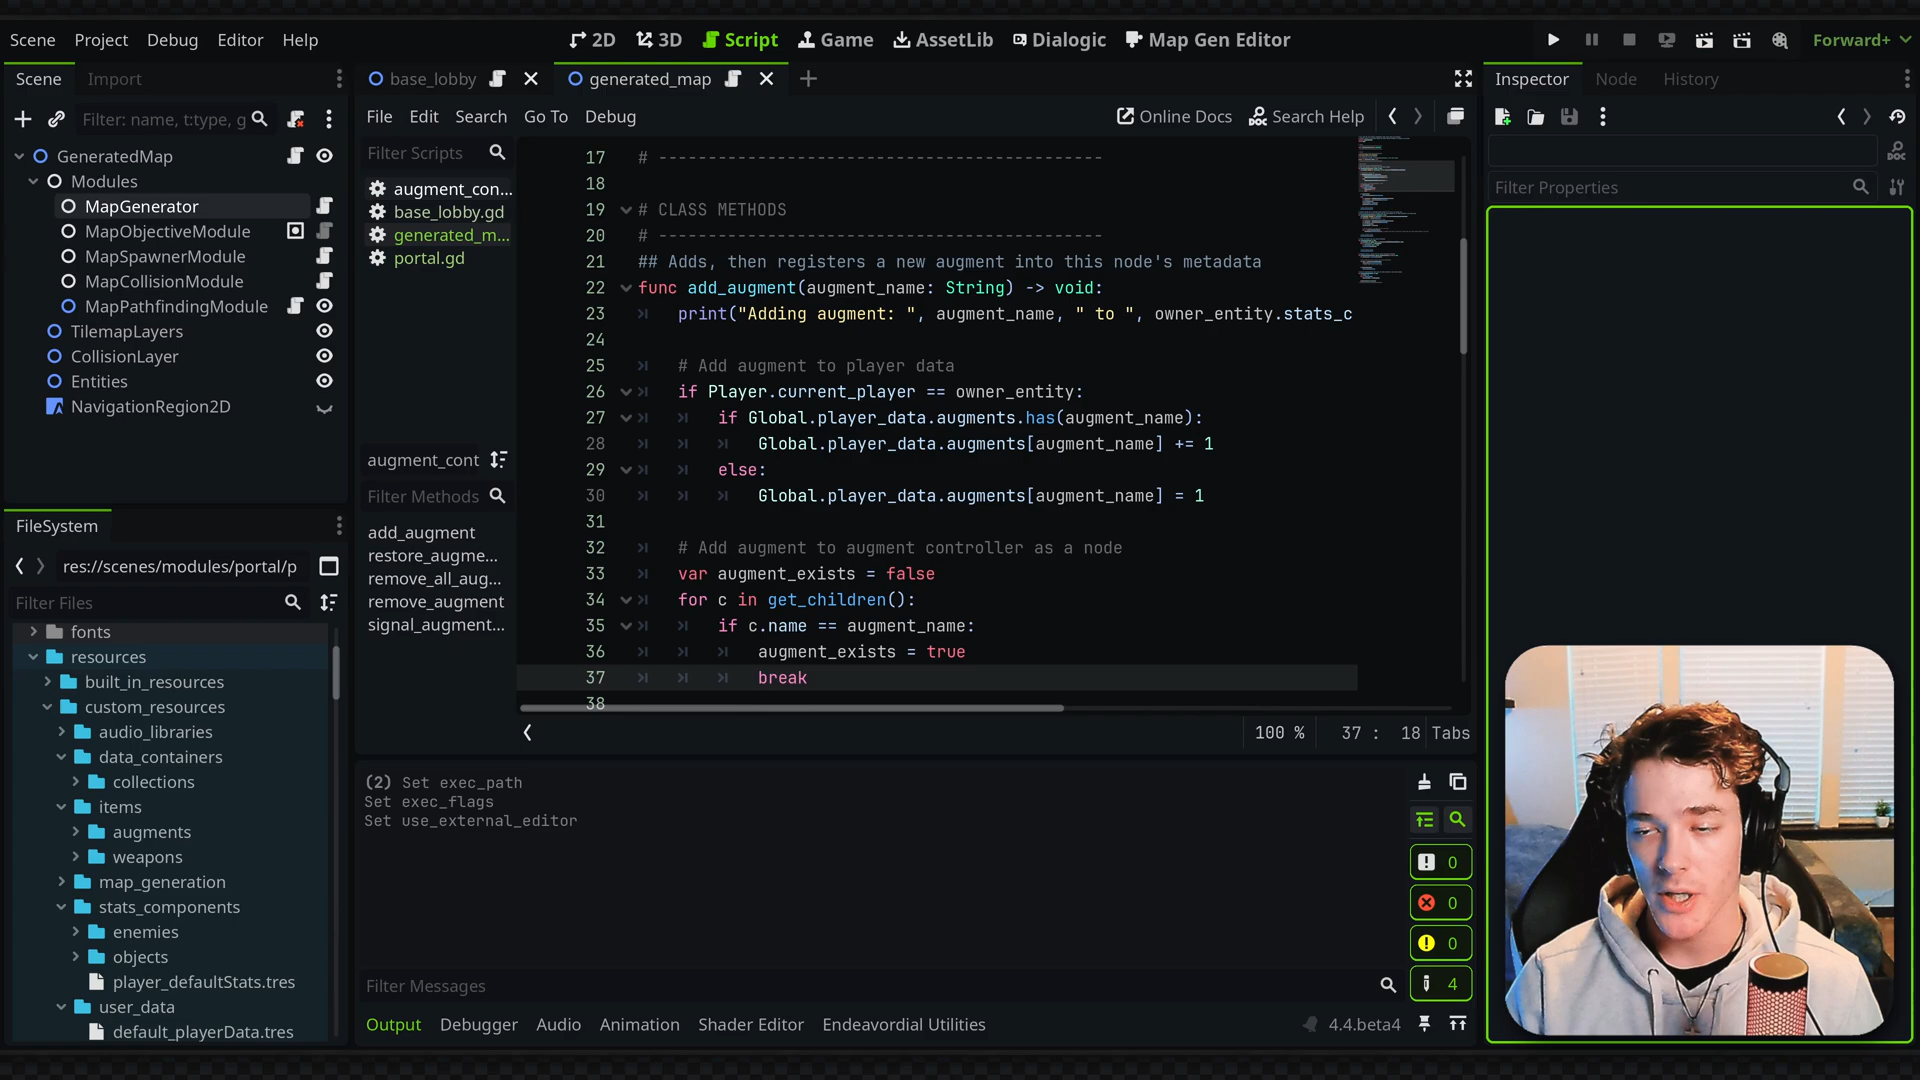 Scene Project Debug Editor Help
2D 3D Script Game AssetLib Dialogic Map Gen Editor
Forward+
Scene Import
base_lobby generated_map
Inspector Node History
Filter: name, t:type, g
File Edit Search Go To Debug
Online Docs Search Help
Filter Scripts
Filter Properties
GeneratedMap
Modules
MapGenerator
MapObjectiveModule
MapSpawnerModule
MapCollisionModule
MapPathfindingModule
TilemapLayers
CollisionLayer
Entities
NavigationRegion2D
augment_con...
base_lobby.gd
generated_m...
portal.gd
augment_cont
Filter Methods
add_augment
restore_augme...
remove_all_aug...
remove_augment
signal_augment...
17 # ---------------------------------------------
18
19 # CLASS METHODS
20 # ---------------------------------------------
21 ## Adds, then registers a new augment into this node's metadata
22 func add_augment(augment_name: String) -> void:
23 print("Adding augment: ", augment_name, " to ", owner_entity.stats_c
24
25 # Add augment to player data
26 if Player.current_player == owner_entity:
27 if Global.player_data.augments.has(augment_name):
28 Global.player_data.augments[augment_name] += 1
29 else:
30 Global.player_data.augments[augment_name] = 1
31
32 # Add augment to augment controller as a node
33 var augment_exists = false
34 for c in get_children():
35 if c.name == augment_name:
36 augment_exists = true
37 break
38
100 % 37 : 18 Tabs
FileSystem
res://scenes/modules/portal/p
Filter Files
fonts
resources
built_in_resources
custom_resources
audio_libraries
data_containers
collections
items
augments
weapons
map_generation
stats_components
enemies
objects
player_defaultStats.tres
user_data
default_playerData.tres
(2) Set exec_path
Set exec_flags
Set use_external_editor
0
0
0
4
Filter Messages
Output Debugger Audio Animation Shader Editor Endeavordial Utilities
4.4.beta4